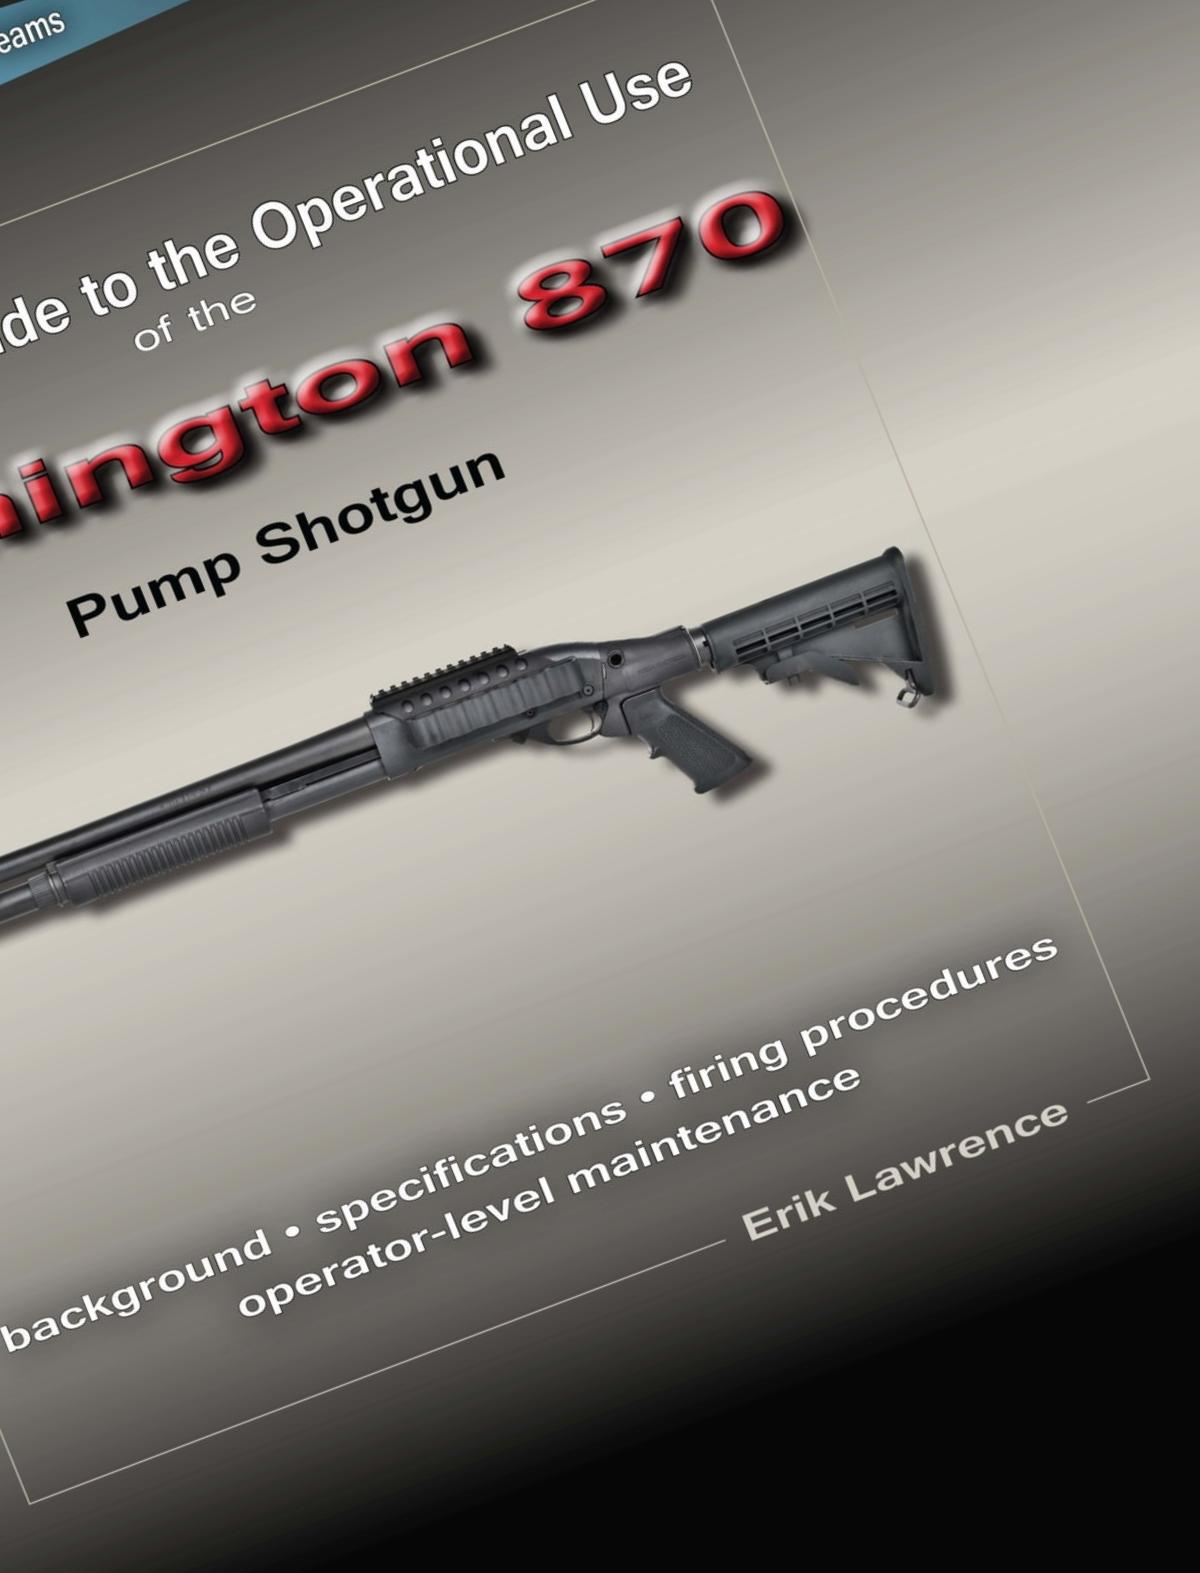 eams
ide to the Operational Use
of the
nington 870
Pump Shotgun
background • specifications • firing procedures
operator-level maintenance
Erik Lawrence